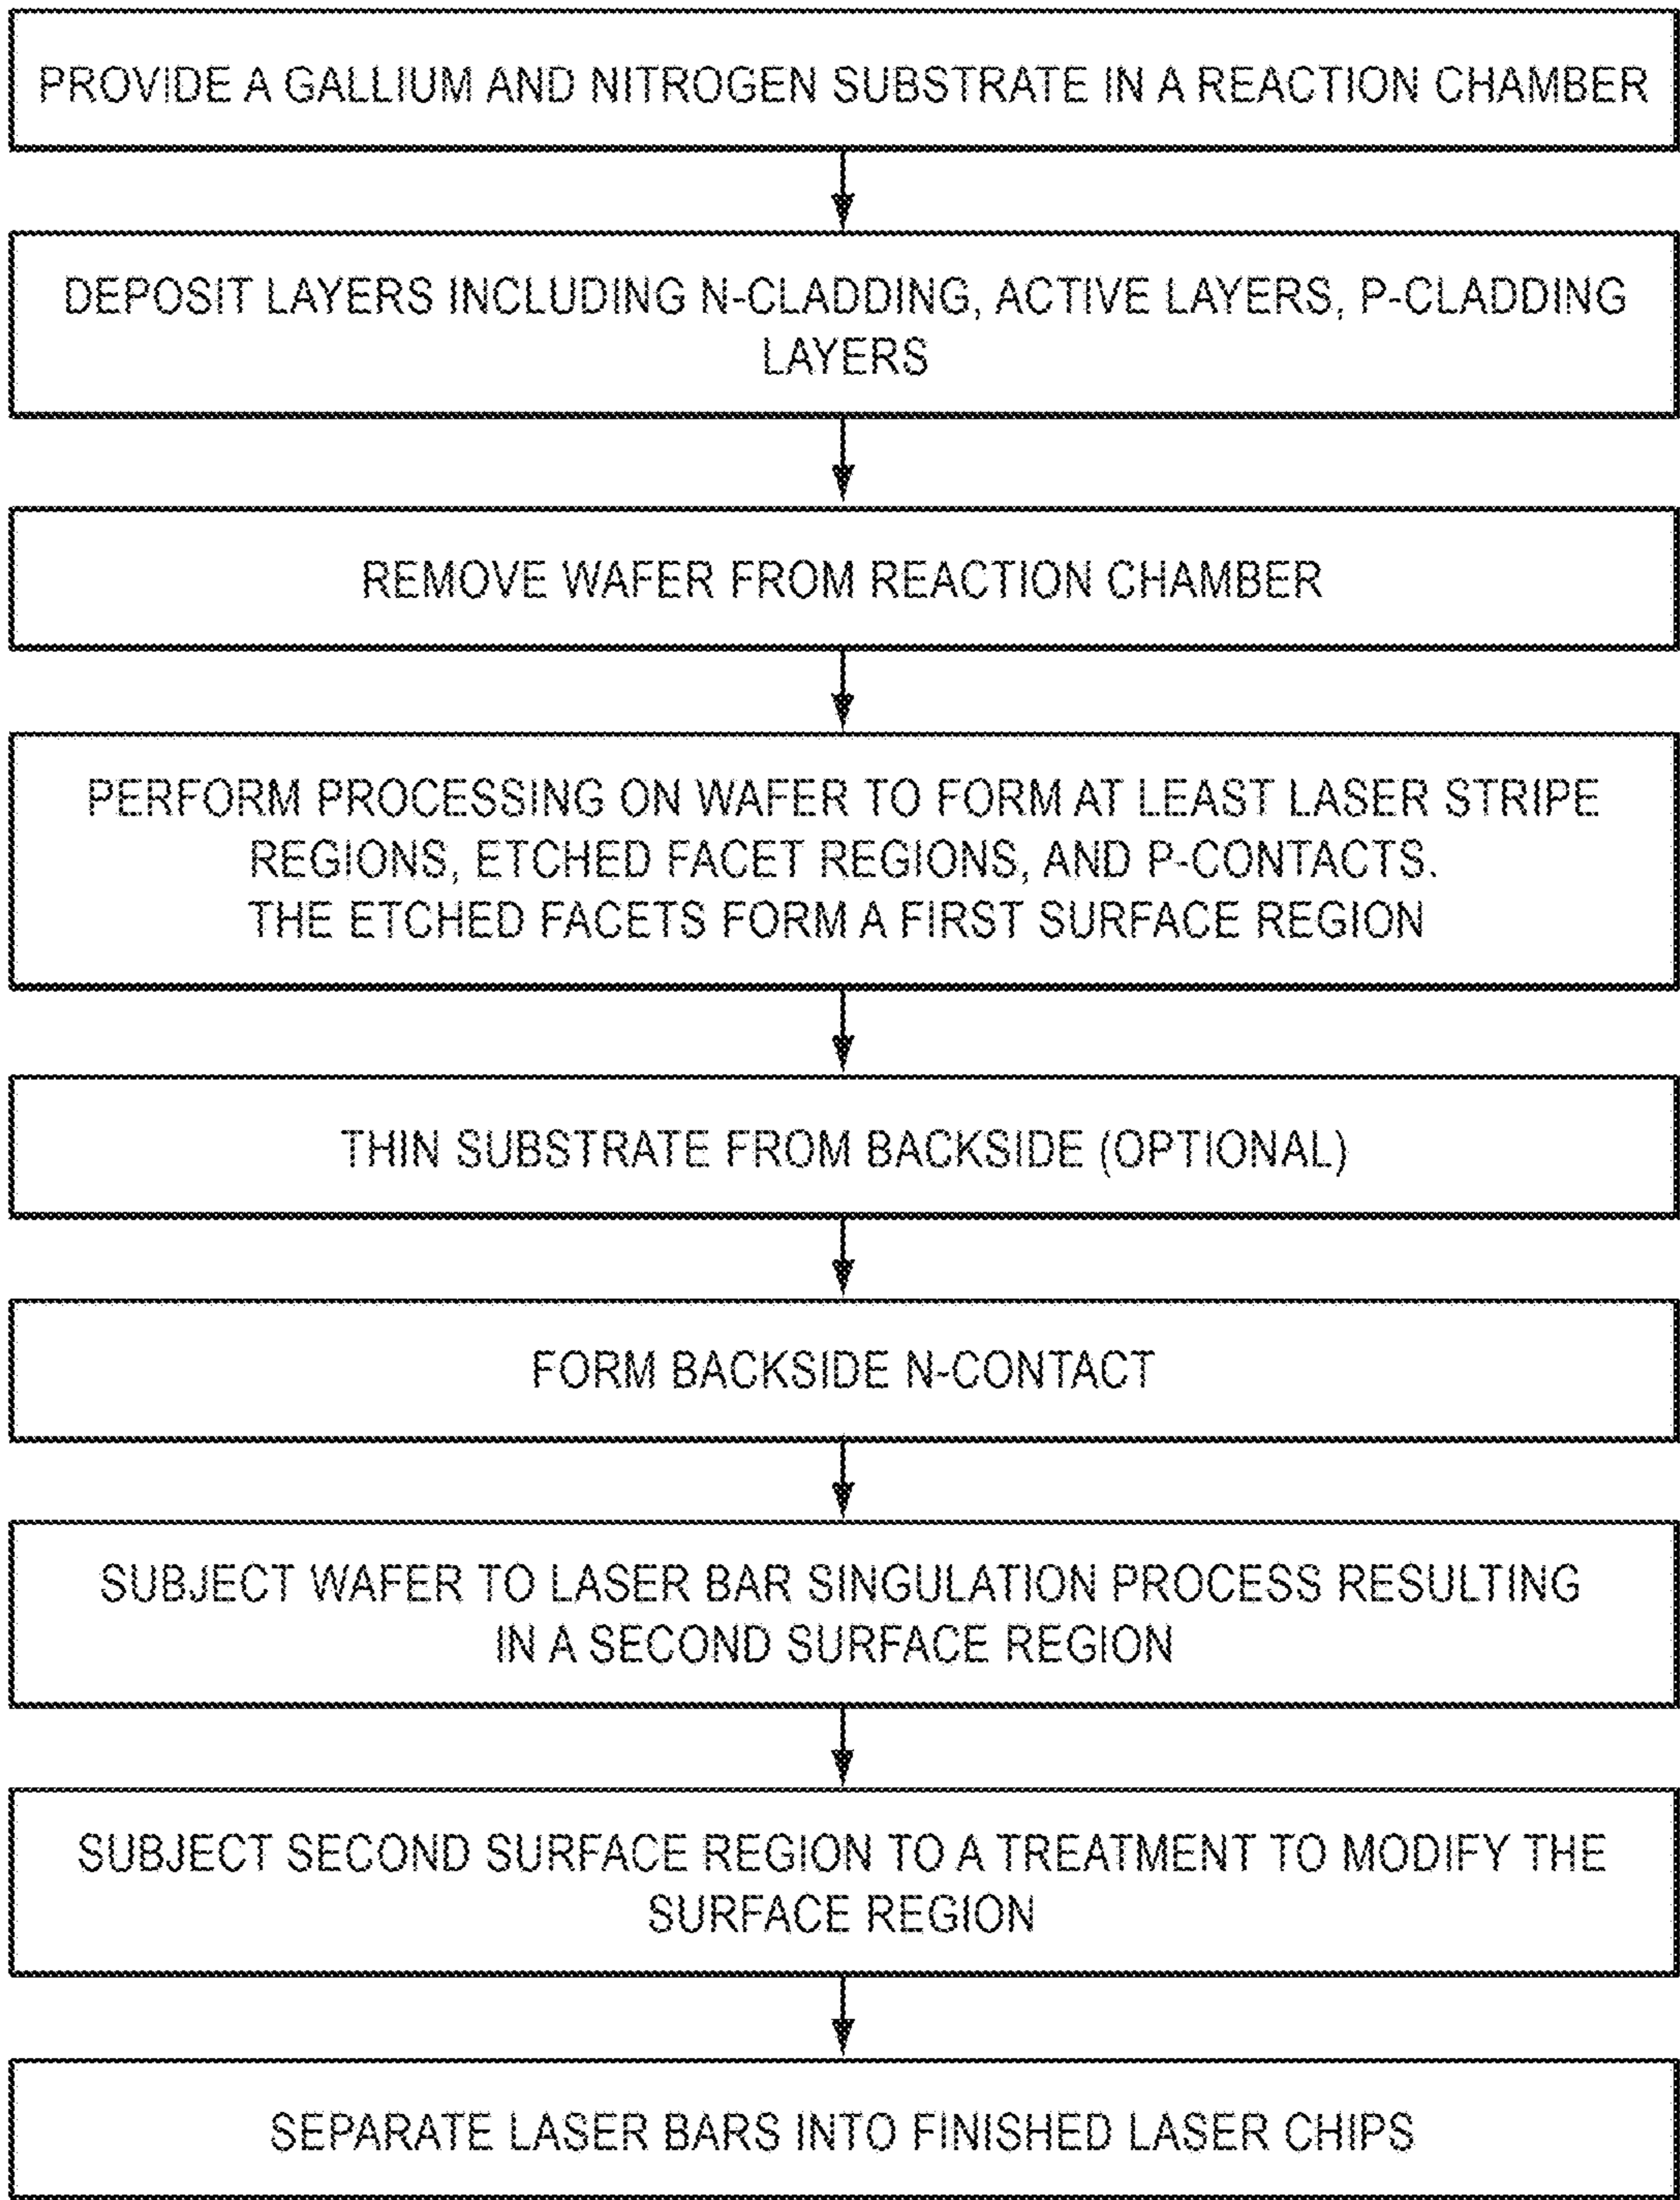 PROVIDE A GALLIUM AND NITROGEN SUBSTRATE IN A REACTION CHAMBER
DEPOSIT LAYERS INCLUDING N-CLADDING, ACTIVE LAYERS, P-CLADDING
LAYERS
REMOVE WAFER FROM REACTION CHAMBER
PERFORM PROCESSING ON WAFER TO FORM AT LEAST LASER STRIPE
REGIONS, ETCHED FACET REGIONS, AND P-CONTACTS.
THE ETCHED FACETS FORM A FIRST SURFACE REGION
THIN SUBSTRATE FROM BACKSIDE (OPTIONAL)
FORM BACKSIDE N-CONTACT
SUBJECT WAFER TO LASER BAR SINGULATION PROCESS RESULTING
IN A SECOND SURFACE REGION
SUBJECT SECOND SURFACE REGION TO A TREATMENT TO MODIFY THE
SURFACE REGION
SEPARATE LASER BARS INTO FINISHED LASER CHIPS